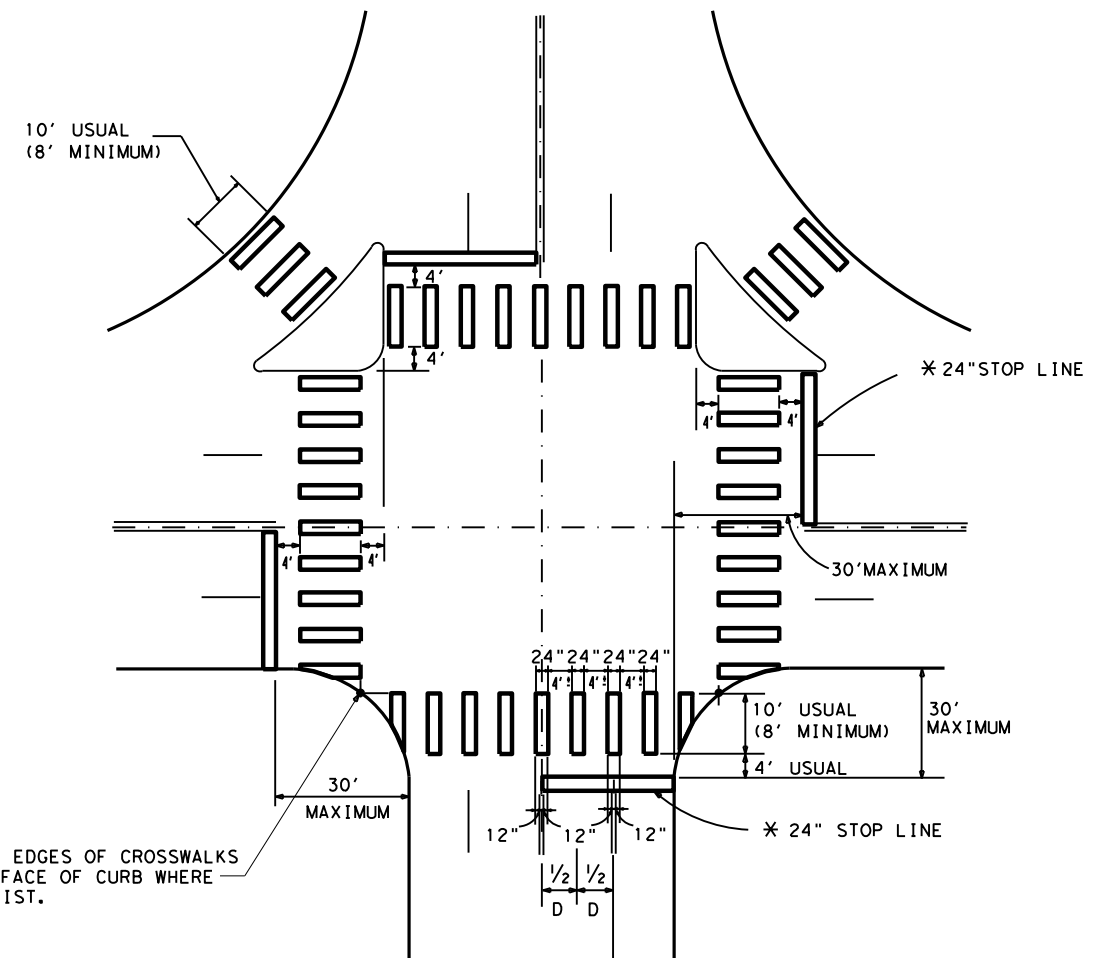 10' USUAL
(8' MINIMUM)
4'
4'
✳ 24"STOP LINE
4'
4'
4'
4'
30'MAXIMUM
24" 24" 24" 24"
4' 4' 4'
10' USUAL
(8' MINIMUM)
30'
MAXIMUM
4' USUAL
30'
MAXIMUM
12" 12" 12"
✳ 24" STOP LINE
EDGES OF CROSSWALKS
FACE OF CURB WHERE
IST.
1/2 1/2
D D